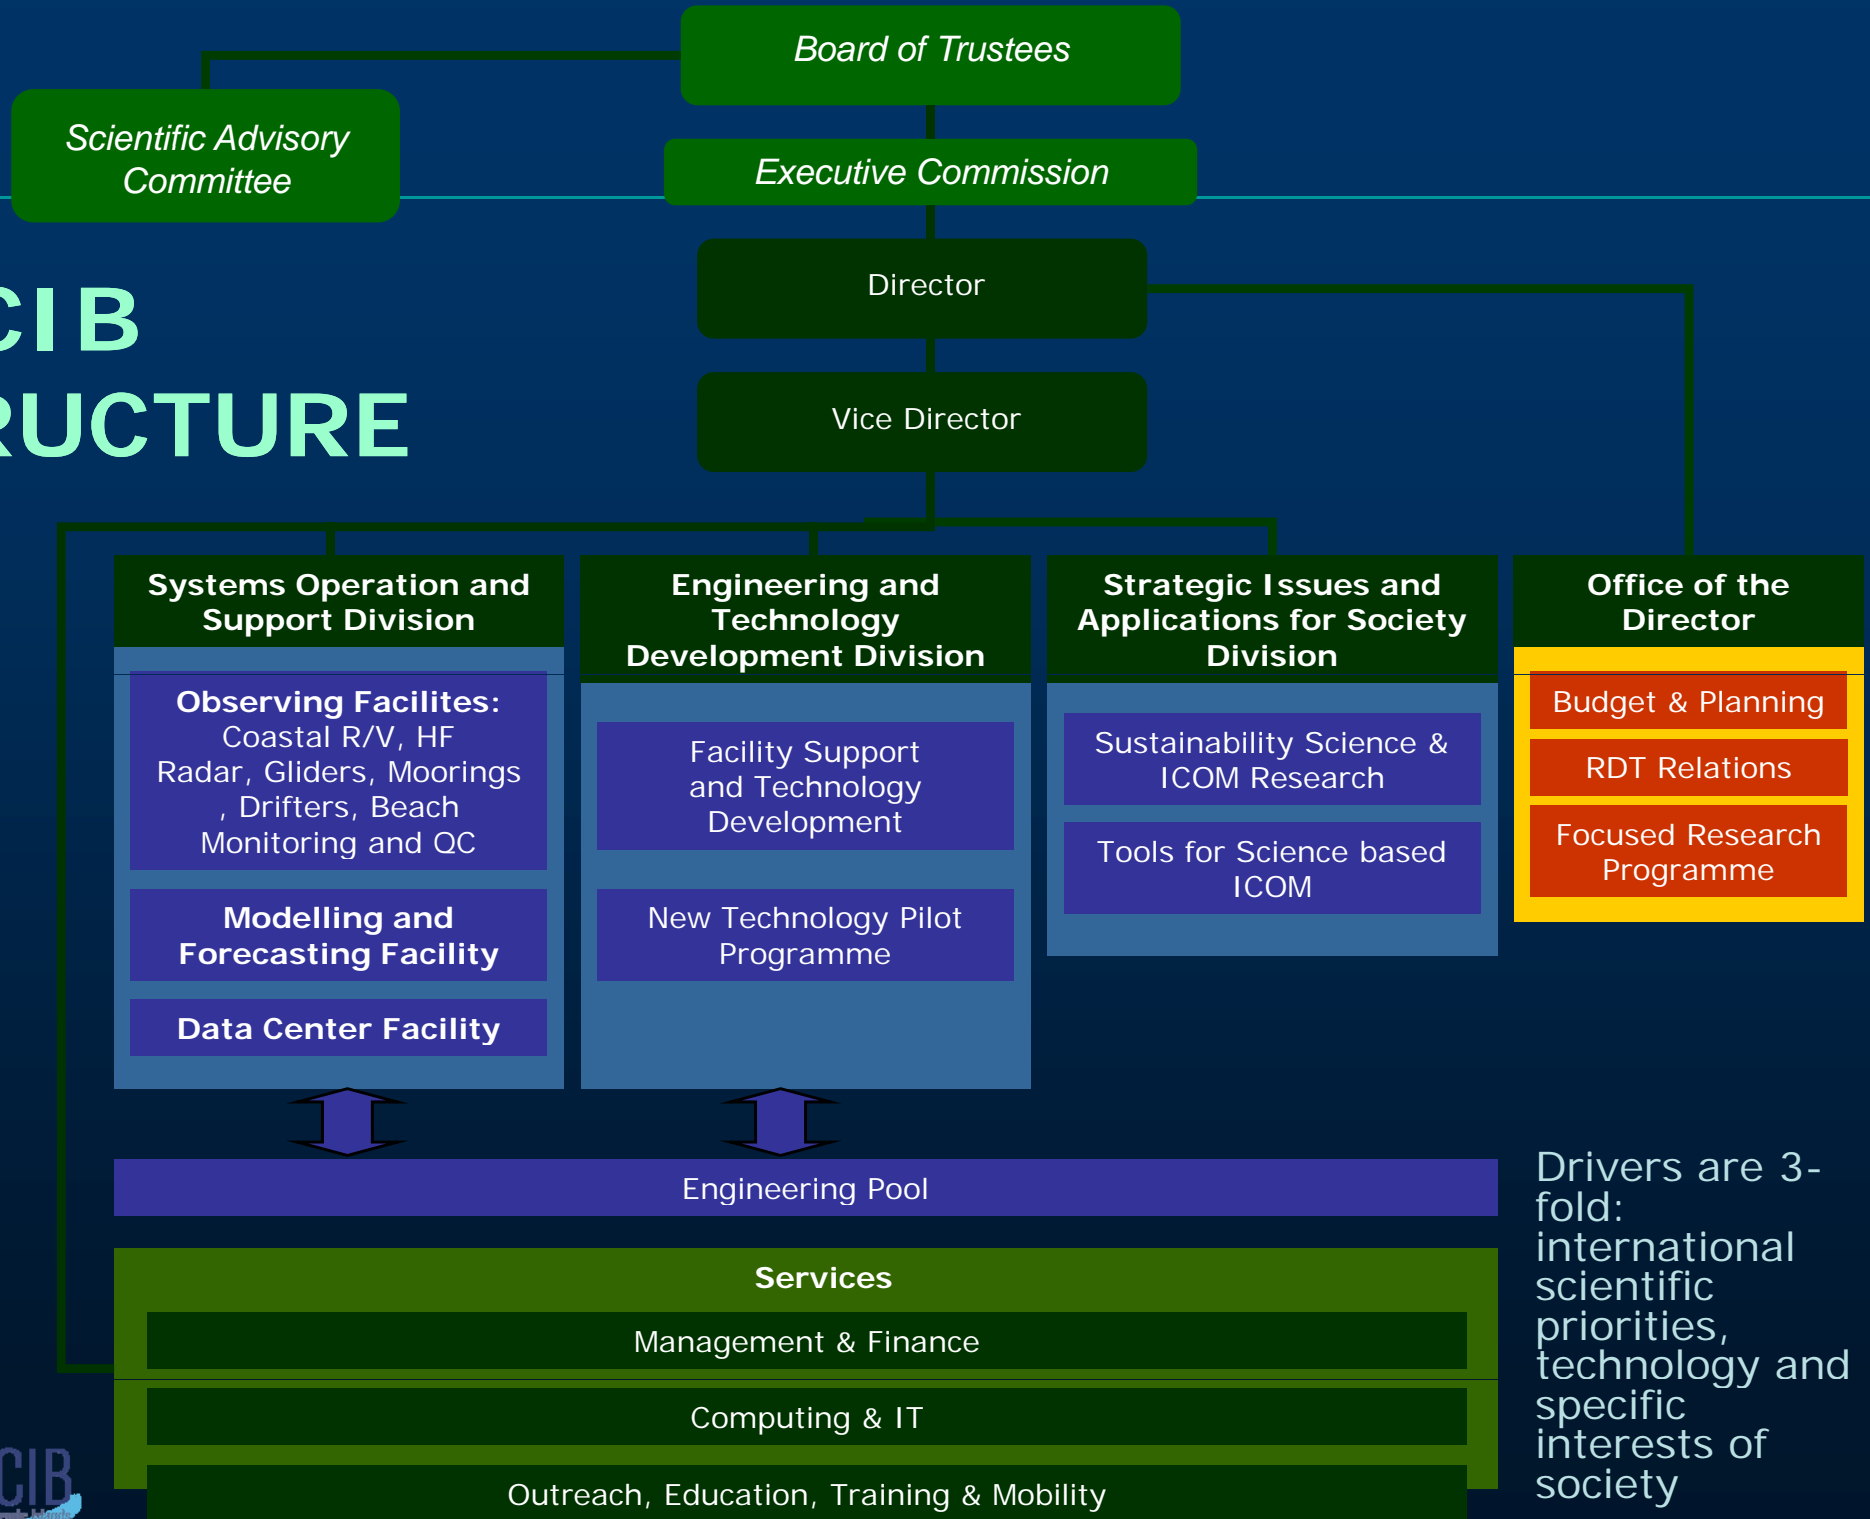 Board of Trustees
Scientific Advisory
Committee
Executive Commission
CIB
RUCTURE
Director
Vice Director
Systems Operation and
Support Division
Observing Facilites:
Coastal R/V, HF
Radar, Gliders, Moorings
, Drifters, Beach
Monitoring and QC
Modelling and
Forecasting Facility
Data Center Facility
Engineering and
Technology
Development Division
Facility Support
and Technology
Development
New Technology Pilot
Programme
Strategic Issues and
Applications for Society
Division
Sustainability Science &
ICOM Research
Tools for Science based
ICOM
Office of the
Director
Budget & Planning
RDT Relations
Focused Research
Programme
Engineering Pool
Services
Management & Finance
Computing & IT
Outreach, Education, Training & Mobility
Drivers are 3-
fold:
international
scientific
priorities,
technology and
specific
interests of
society
CIB